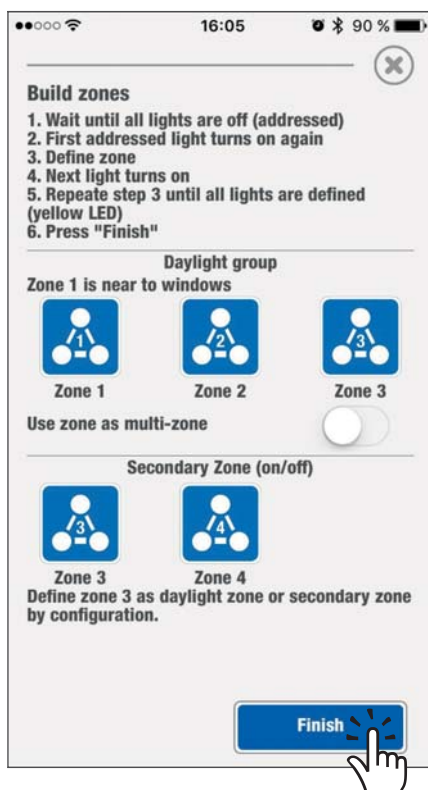 16:05 90 %
Build zones
1. Wait until all lights are off (addressed)
2. First addressed light turns on again
3. Define zone
4. Next light turns on
5. Repeat step 3 until all lights are defined
(yellow LED)
6. Press "Finish"
Daylight group
Zone 1 is near to windows
1 2 3
Zone 1 Zone 2 Zone 3
Use zone as multi-zone
Secondary Zone (on/off)
3 4
Zone 3 Zone 4
Define zone 3 as daylight zone or secondary zone
by configuration.
Finish